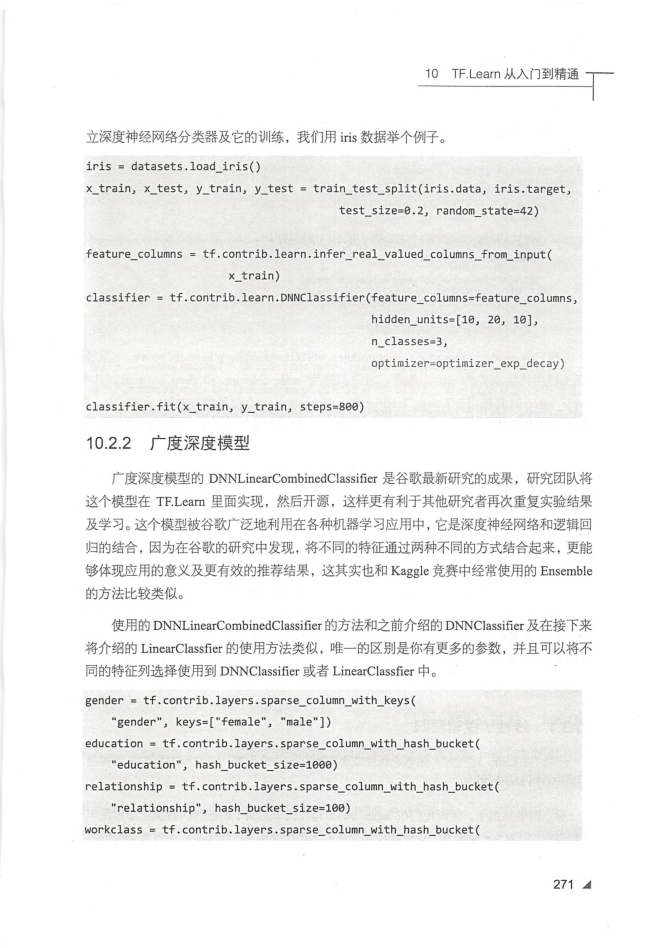 10 TF.Learn 从入门到精通
立深度神经网络分类器及它的训练，我们用 iris 数据举个例子。
iris = datasets.load_iris()
x_train, x_test, y_train, y_test = train_test_split(iris.data, iris.target,
test_size=0.2, random_state=42)
feature_columns = tf.contrib.learn.infer_real_valued_columns_from_input(
x_train)
classifier = tf.contrib.learn.DNNClassifier(feature_columns=feature_columns,
hidden_units=[10, 20, 10],
n_classes=3,
optimizer=optimizer_exp_decay)
classifier.fit(x_train, y_train, steps=800)
10.2.2 广度深度模型
广度深度模型的 DNNLinearCombinedClassifier 是谷歌最新研究的成果，研究团队将
这个模型在 TF.Learn 里面实现，然后开源，这样更有利于其他研究者再次重复实验结果
及学习。这个模型被谷歌广泛地利用在各种机器学习应用中，它是深度神经网络和逻辑回
归的结合，因为在谷歌的研究中发现，将不同的特征通过两种不同的方式结合起来，更能
够体现应用的意义及更有效的推荐结果，这其实也和 Kaggle 竞赛中经常使用的 Ensemble
的方法比较类似。
使用的 DNNLinearCombinedClassifier 的方法和之前介绍的 DNNClassifier 及在接下来
将介绍的 LinearClassfier 的使用方法类似，唯一的区别是你有更多的参数，并且可以将不
同的特征列选择使用到 DNNClassifier 或者 LinearClassfier 中。
gender = tf.contrib.layers.sparse_column_with_keys(
"gender", keys=["female", "male"])
education = tf.contrib.layers.sparse_column_with_hash_bucket(
"education", hash_bucket_size=1000)
relationship = tf.contrib.layers.sparse_column_with_hash_bucket(
"relationship", hash_bucket_size=100)
workclass = tf.contrib.layers.sparse_column_with_hash_bucket(
271